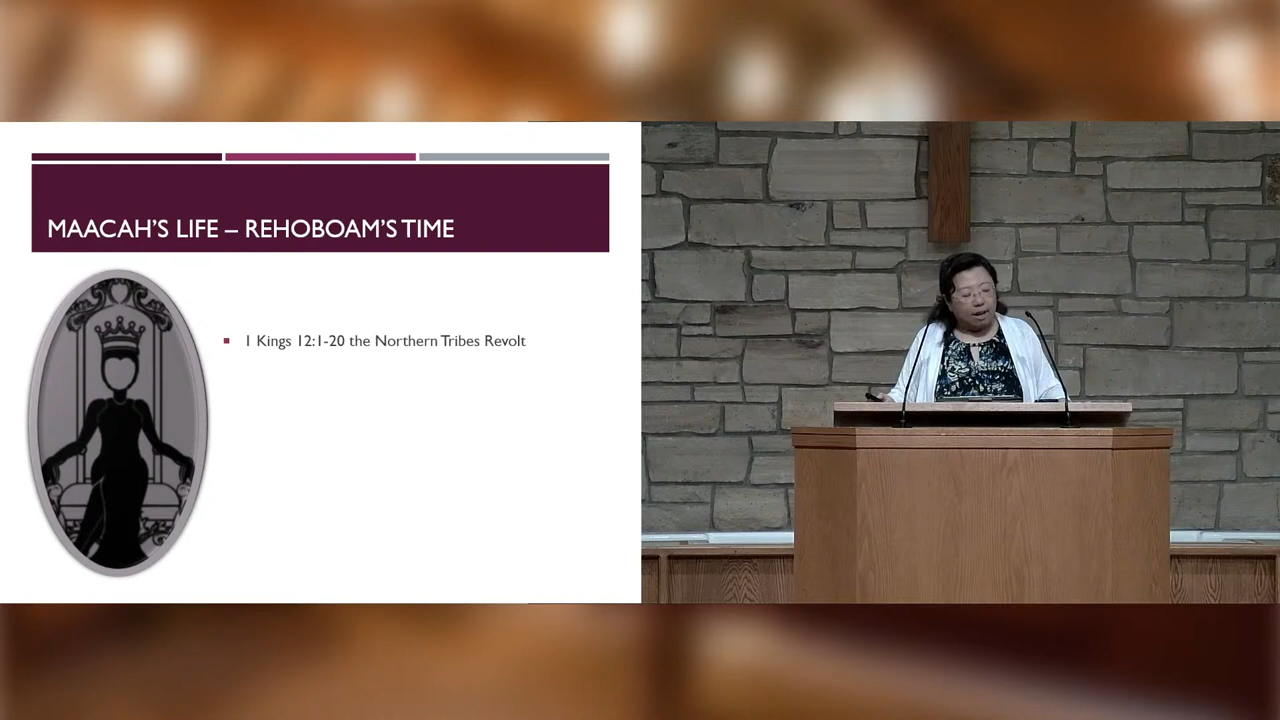 MAACAH'S LIFE – REHOBOAM'S TIME
1 Kings 12:1-20 the Northern Tribes Revolt